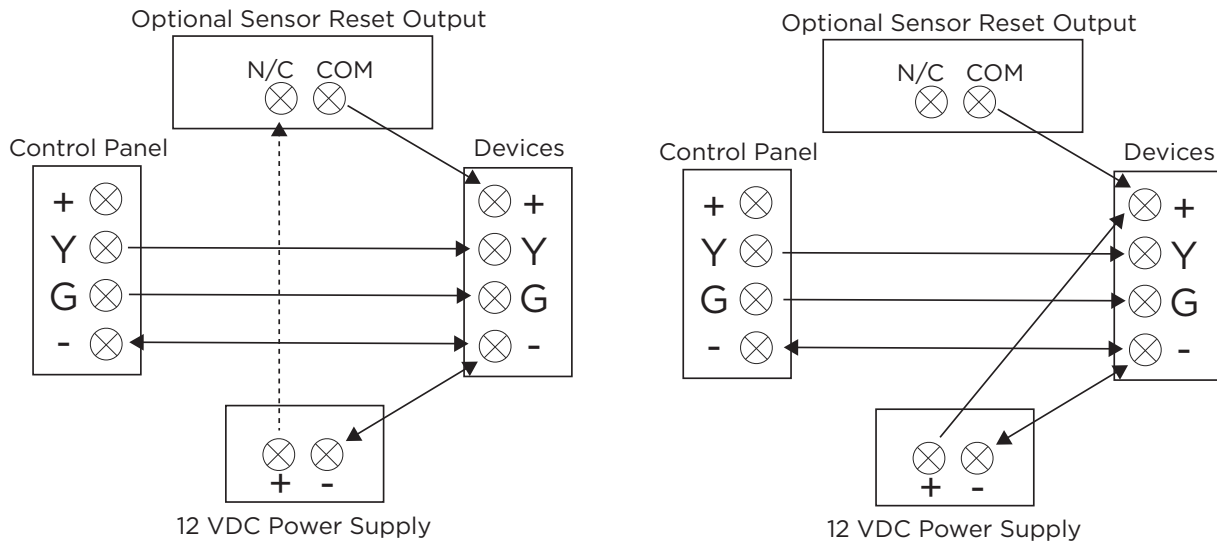 Optional Sensor Reset Output
N/C COM
Control Panel
Devices
+ +
Y Y
G G
- -
+ -
12 VDC Power Supply
Optional Sensor Reset Output
N/C COM
Control Panel
Devices
+ +
Y Y
G G
- -
+ -
12 VDC Power Supply